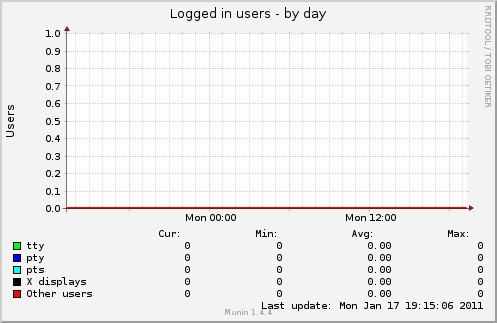 Logged in users - by day
RRDTOOL / TOBI OETIKER
Users
1.0
0.9
0.8
0.7
0.6
0.5
0.4
0.3
0.2
0.1
0.0
Mon 00:00 Mon 12:00
Cur: Min: Avg: Max:
tty 0 0 0.00 0
pty 0 0 0.00 0
pts 0 0 0.00 0
X displays 0 0 0.00 0
Other users 0 0 0.00 0
Last update: Mon Jan 17 19:15:06 2011
Munin 1.4.4